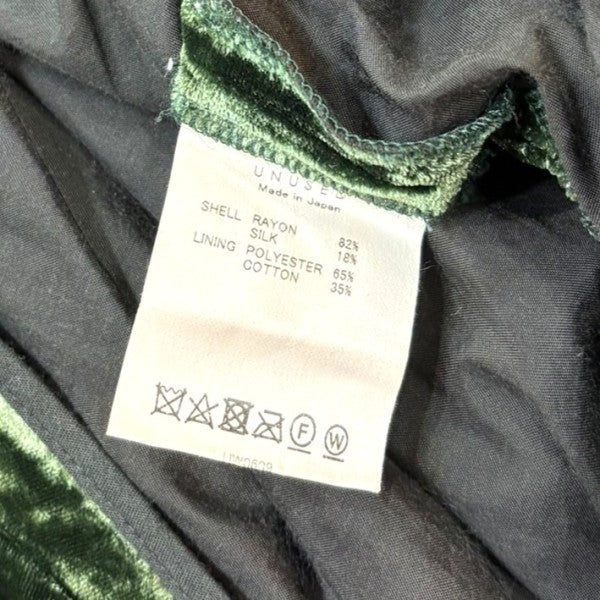 UNUSED
Made in Japan
SHELL RAYON 82%
SILK 18%
LINING POLYESTER 65%
COTTON 35%
F W